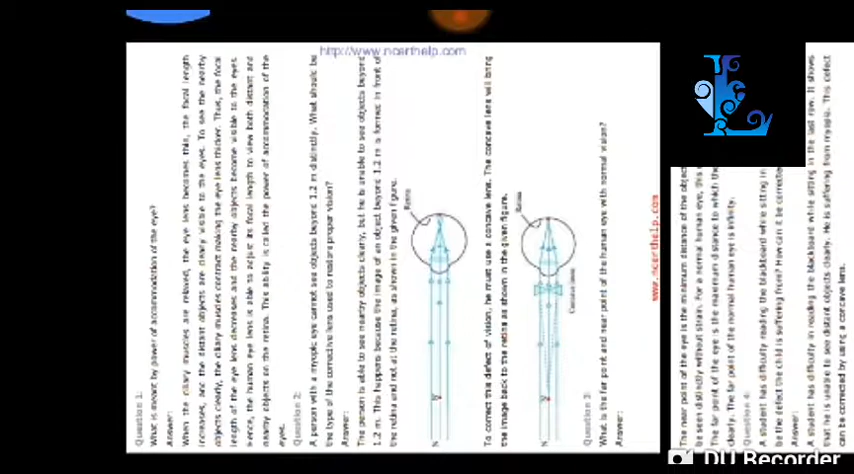 http://www.ncerthelp.com
Question 1:
What is meant by power of accommodation of the eye?
Answer:
When the ciliary muscles are relaxed, the eye lens becomes thin, the focal length
increases, and the distant objects are clearly visible to the eyes. To see the nearby
objects clearly, the ciliary muscles contract making the eye lens thicker. Thus, the focal
length of the eye lens decreases and the nearby objects become visible to the eyes.
Hence, the human eye lens is able to adjust its focal length to view both distant and
nearby objects on the retina. This ability is called the power of accommodation of the
eyes.
Question 2:
A person with a myopic eye cannot see objects beyond 1.2 m distinctly. What should be
the type of the corrective lens used to restore proper vision?
Answer:
The person is able to see nearby objects clearly, but he is unable to see objects beyond
1.2 m. This happens because the image of an object beyond 1.2 m is formed in front of
the retina and not at the retina, as shown in the given figure.
Retina
To correct this defect of vision, he must use a concave lens. The concave lens will bring
the image back to the retina as shown in the given figure.
Retina
Concave lens
Question 3:
What is the far point and near point of the human eye with normal vision?
Answer:
www.ncerthelp.com
The near point of the eye is the minimum distance of the object
be seen distinctly without strain. For a normal human eye, this
The far point of the eye is the maximum distance to which the
clearly. The far point of the normal human eye is infinity.
Question 4:
A student has difficulty reading the blackboard while sitting in
be the defect the child is suffering from? How can it be corrected
Answer:
A student has difficulty in reading the blackboard while sitting in the last row. It shows
that he is unable to see distant objects clearly. He is suffering from myopia. This defect
can be corrected by using a concave lens.
L
DU Recorder